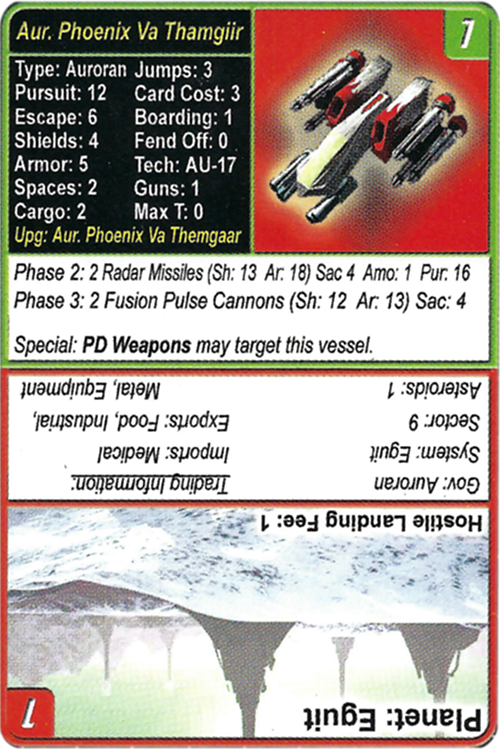 Aur. Phoenix Va Thamgiir
1
Type: Auroran Jumps: 3
Pursuit: 12 Card Cost: 3
Escape: 6 Boarding: 1
Shields: 4 Fend Off: 0
Armor: 5 Tech: AU-17
Spaces: 2 Guns: 1
Cargo: 2 Max T: 0
Upg: Aur. Phoenix Va Themgaar
Phase 2: 2 Radar Missiles (Sh: 13 Ar: 18) Sac 4 Amo: 1 Pur: 16
Phase 3: 2 Fusion Pulse Cannons (Sh: 12 Ar: 13) Sac: 4
Special: PD Weapons may target this vessel.
Planet: Eguit
1
Hostile Landing Fee: 1
Gov: Auroran Trading Information:
System: Eguit Imports: Medical
Sector: 9 Exports: Food, Industrial,
Asteroids: 1 Metal, Equipment